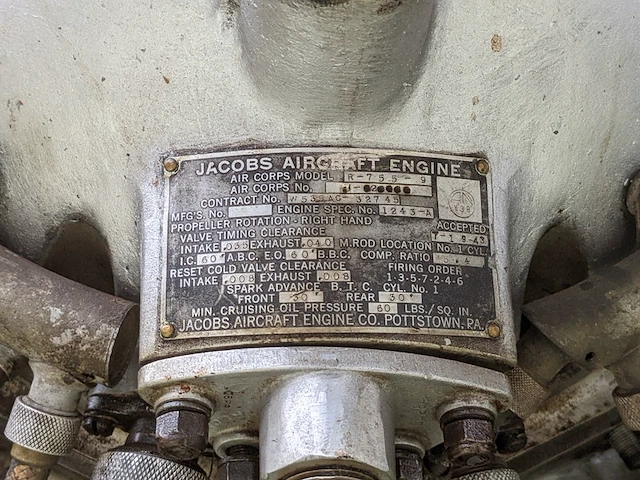 JACOBS AIRCRAFT ENGINE
AIR CORPS MODEL R-755-9
AIR CORPS No.
CONTRACT No. W535AC-32745
MFG'S. No. ENGINE SPEC. No. 1243-A
PROPELLER ROTATION - RIGHT HAND
ACCEPTED
VALVE TIMING CLEARANCE
INTAKE .035 EXHAUST .040 M.ROD LOCATION No. 1 CYL.
I.C. 60° A.B.C. E.O. 60° B.B.C. COMP. RATIO
RESET COLD VALVE CLEARANCE FIRING ORDER
INTAKE .008 EXHAUST .008 1-3-5-7-2-4-6
SPARK ADVANCE B. T. C. CYL. No. 1
FRONT 30° REAR 30°
MIN. CRUISING OIL PRESSURE 60 LBS./SQ. IN.
JACOBS AIRCRAFT ENGINE CO. POTTSTOWN, PA.